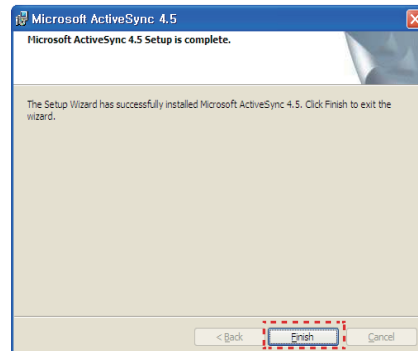 Microsoft ActiveSync 4.5
Microsoft ActiveSync 4.5 Setup is complete.
The Setup Wizard has successfully installed Microsoft ActiveSync 4.5. Click Finish to exit the
wizard.
< Back Finish Cancel